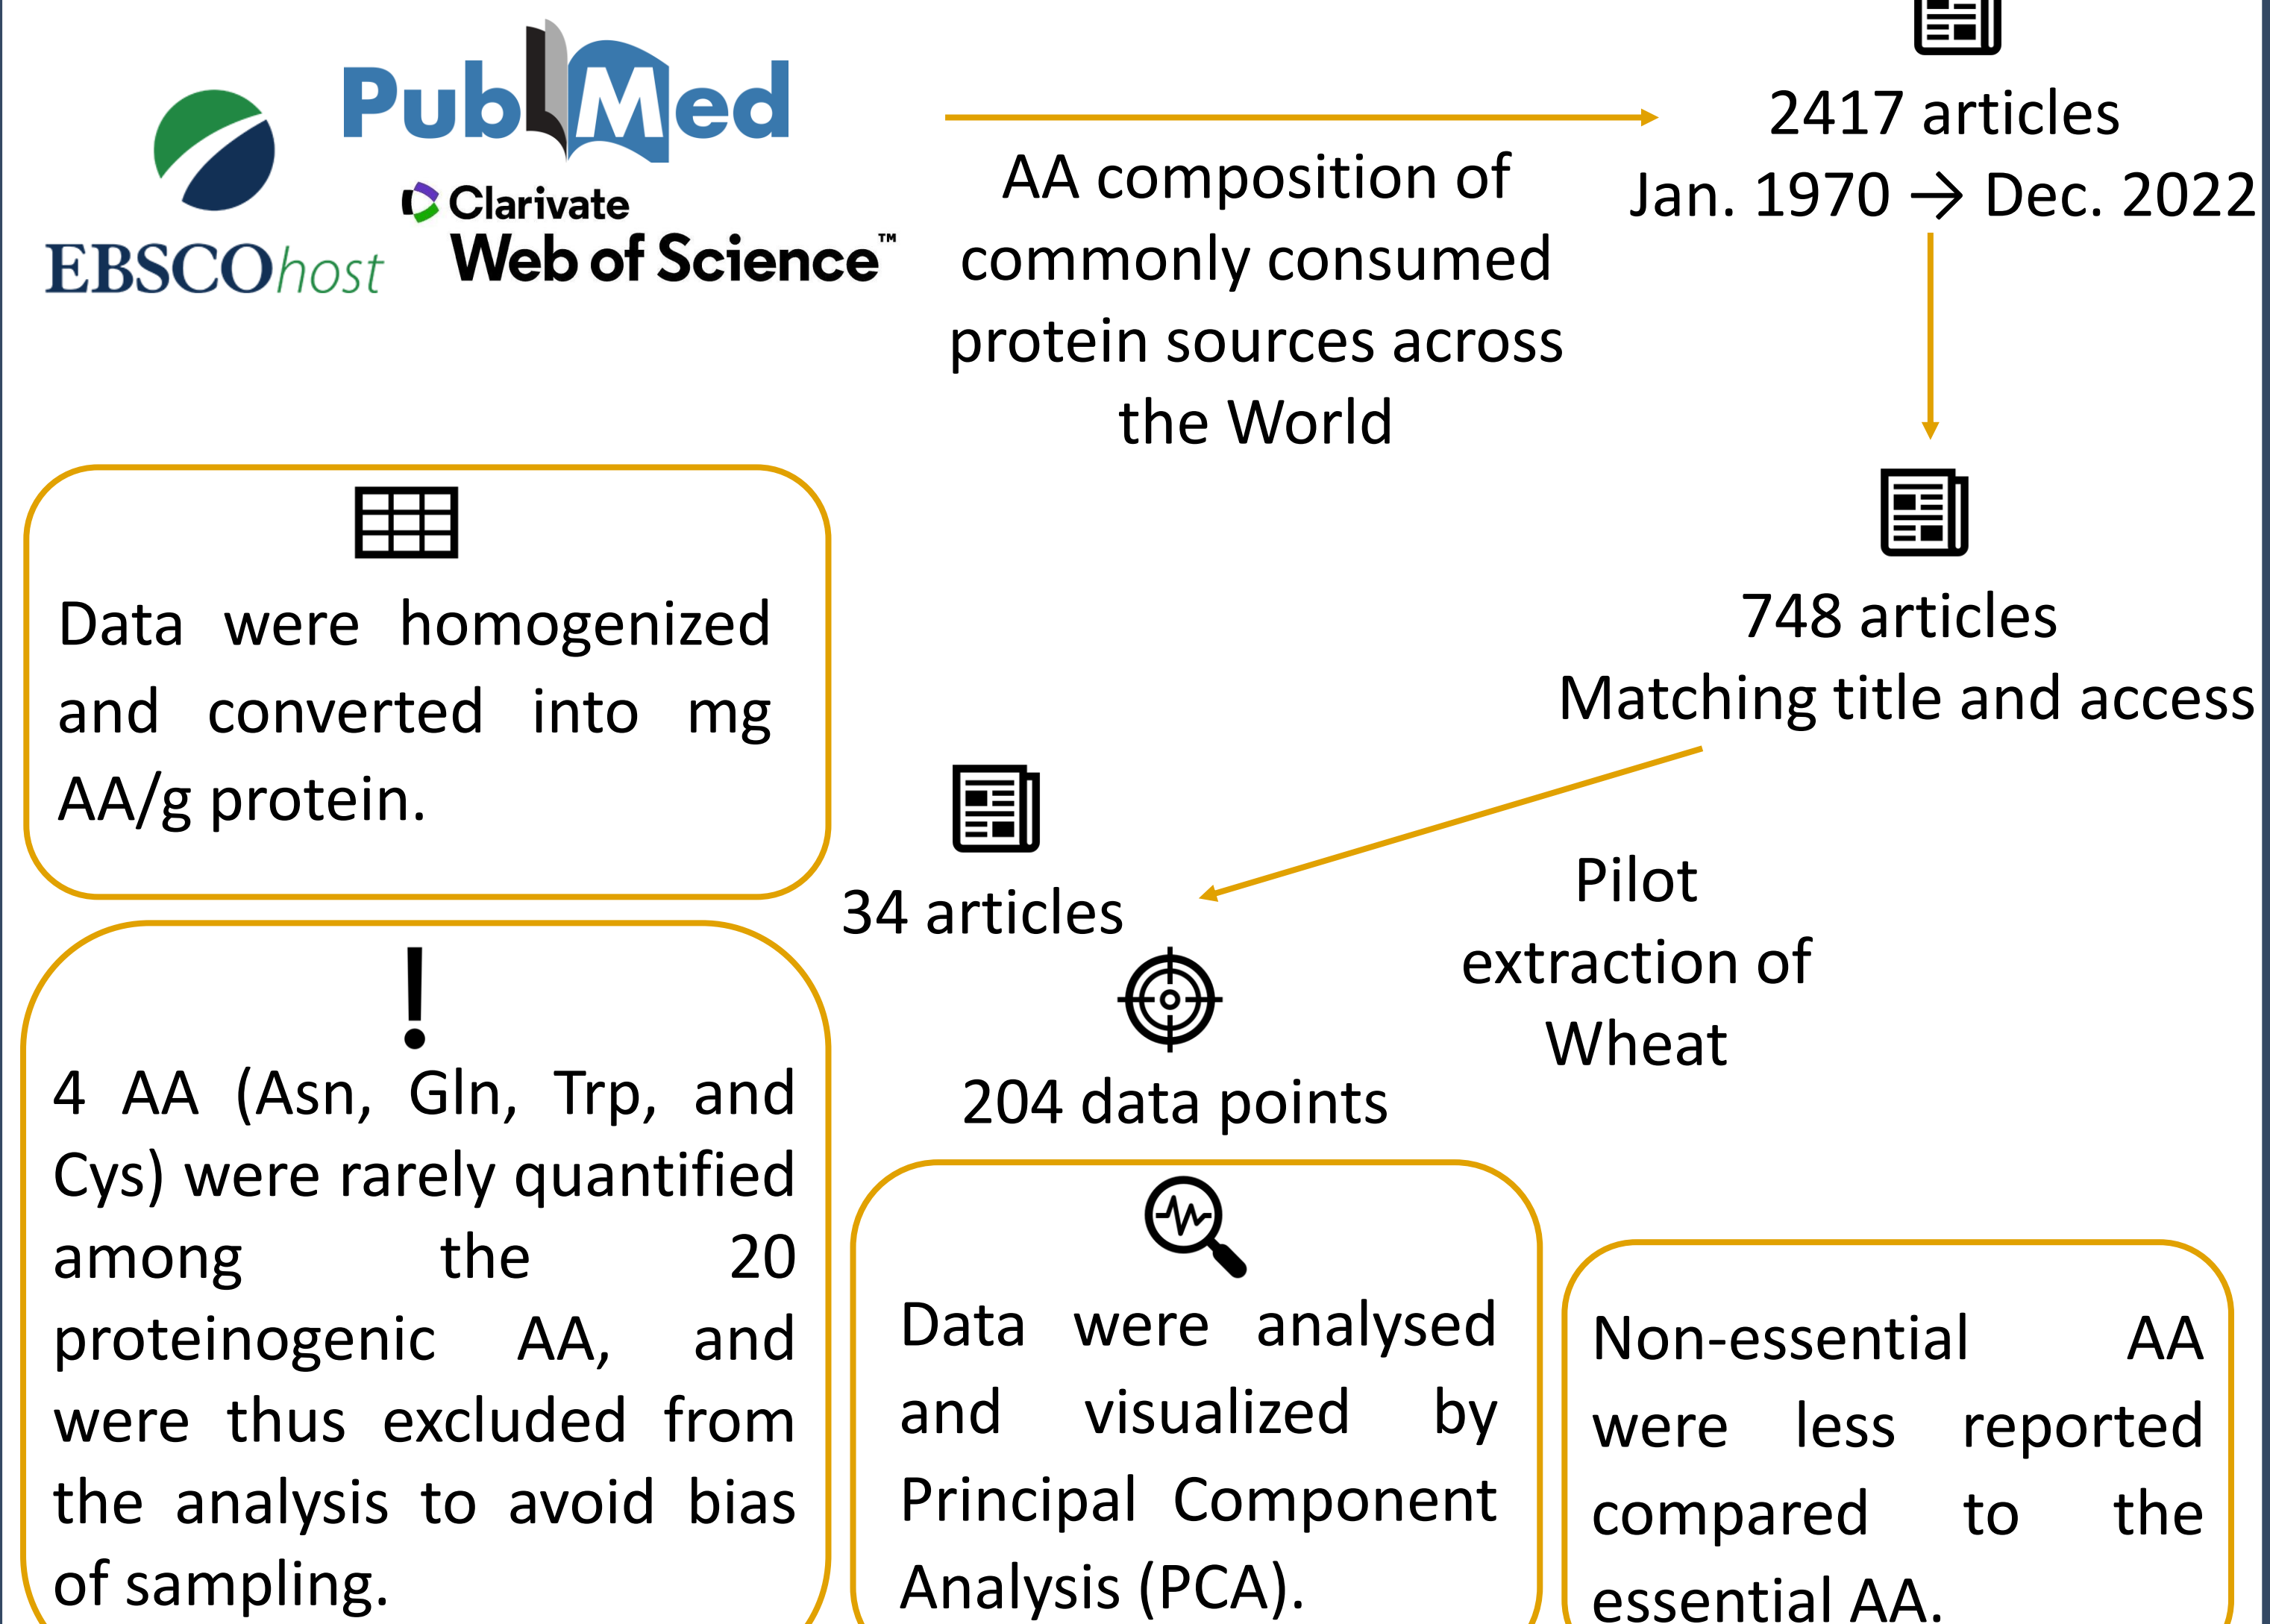 PubMed
EBSCOhost
Clarivate
Web of Science™
AA composition of
commonly consumed
protein sources across
the World
2417 articles
Jan. 1970 → Dec. 2022
748 articles
Matching title and access
Pilot
extraction of
Wheat
34 articles
204 data points
Data were homogenized
and converted into mg
AA/g protein.
4 AA (Asn, Gln, Trp, and
Cys) were rarely quantified
among the 20
proteinogenic AA, and
were thus excluded from
the analysis to avoid bias
of sampling.
Data were analysed
and visualized by
Principal Component
Analysis (PCA).
Non-essential AA
were less reported
compared to the
essential AA.